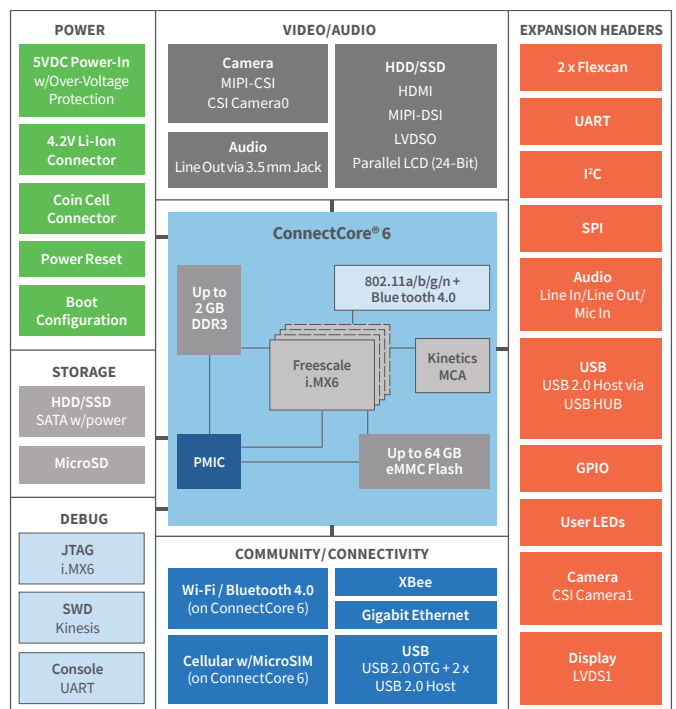 POWER
5VDC Power-In
w/Over-Voltage
Protection
4.2V Li-Ion
Connector
Coin Cell
Connector
Power Reset
Boot
Configuration
STORAGE
HDD/SSD
SATA w/power
MicroSD
DEBUG
JTAG
i.MX6
SWD
Kinesis
Console
UART
VIDEO/AUDIO
Camera
MIPI-CSI
CSI Camera0
Audio
Line Out via 3.5 mm Jack
HDD/SSD
HDMI
MIPI-DSI
LVDSO
Parallel LCD (24-Bit)
ConnectCore® 6
Up to
2 GB
DDR3
802.11a/b/g/n +
Blue tooth 4.0
Freescale
i.MX6
Kinetics
MCA
PMIC
Up to 64 GB
eMMC Flash
COMMUNITY/CONNECTIVITY
Wi-Fi / Bluetooth 4.0
(on ConnectCore 6)
XBee
Gigabit Ethernet
Cellular w/MicroSIM
(on ConnectCore 6)
USB
USB 2.0 OTG + 2 x
USB 2.0 Host
EXPANSION HEADERS
2 x Flexcan
UART
I²C
SPI
Audio
Line In/Line Out/
Mic In
USB
USB 2.0 Host via
USB HUB
GPIO
User LEDs
Camera
CSI Camera1
Display
LVDS1